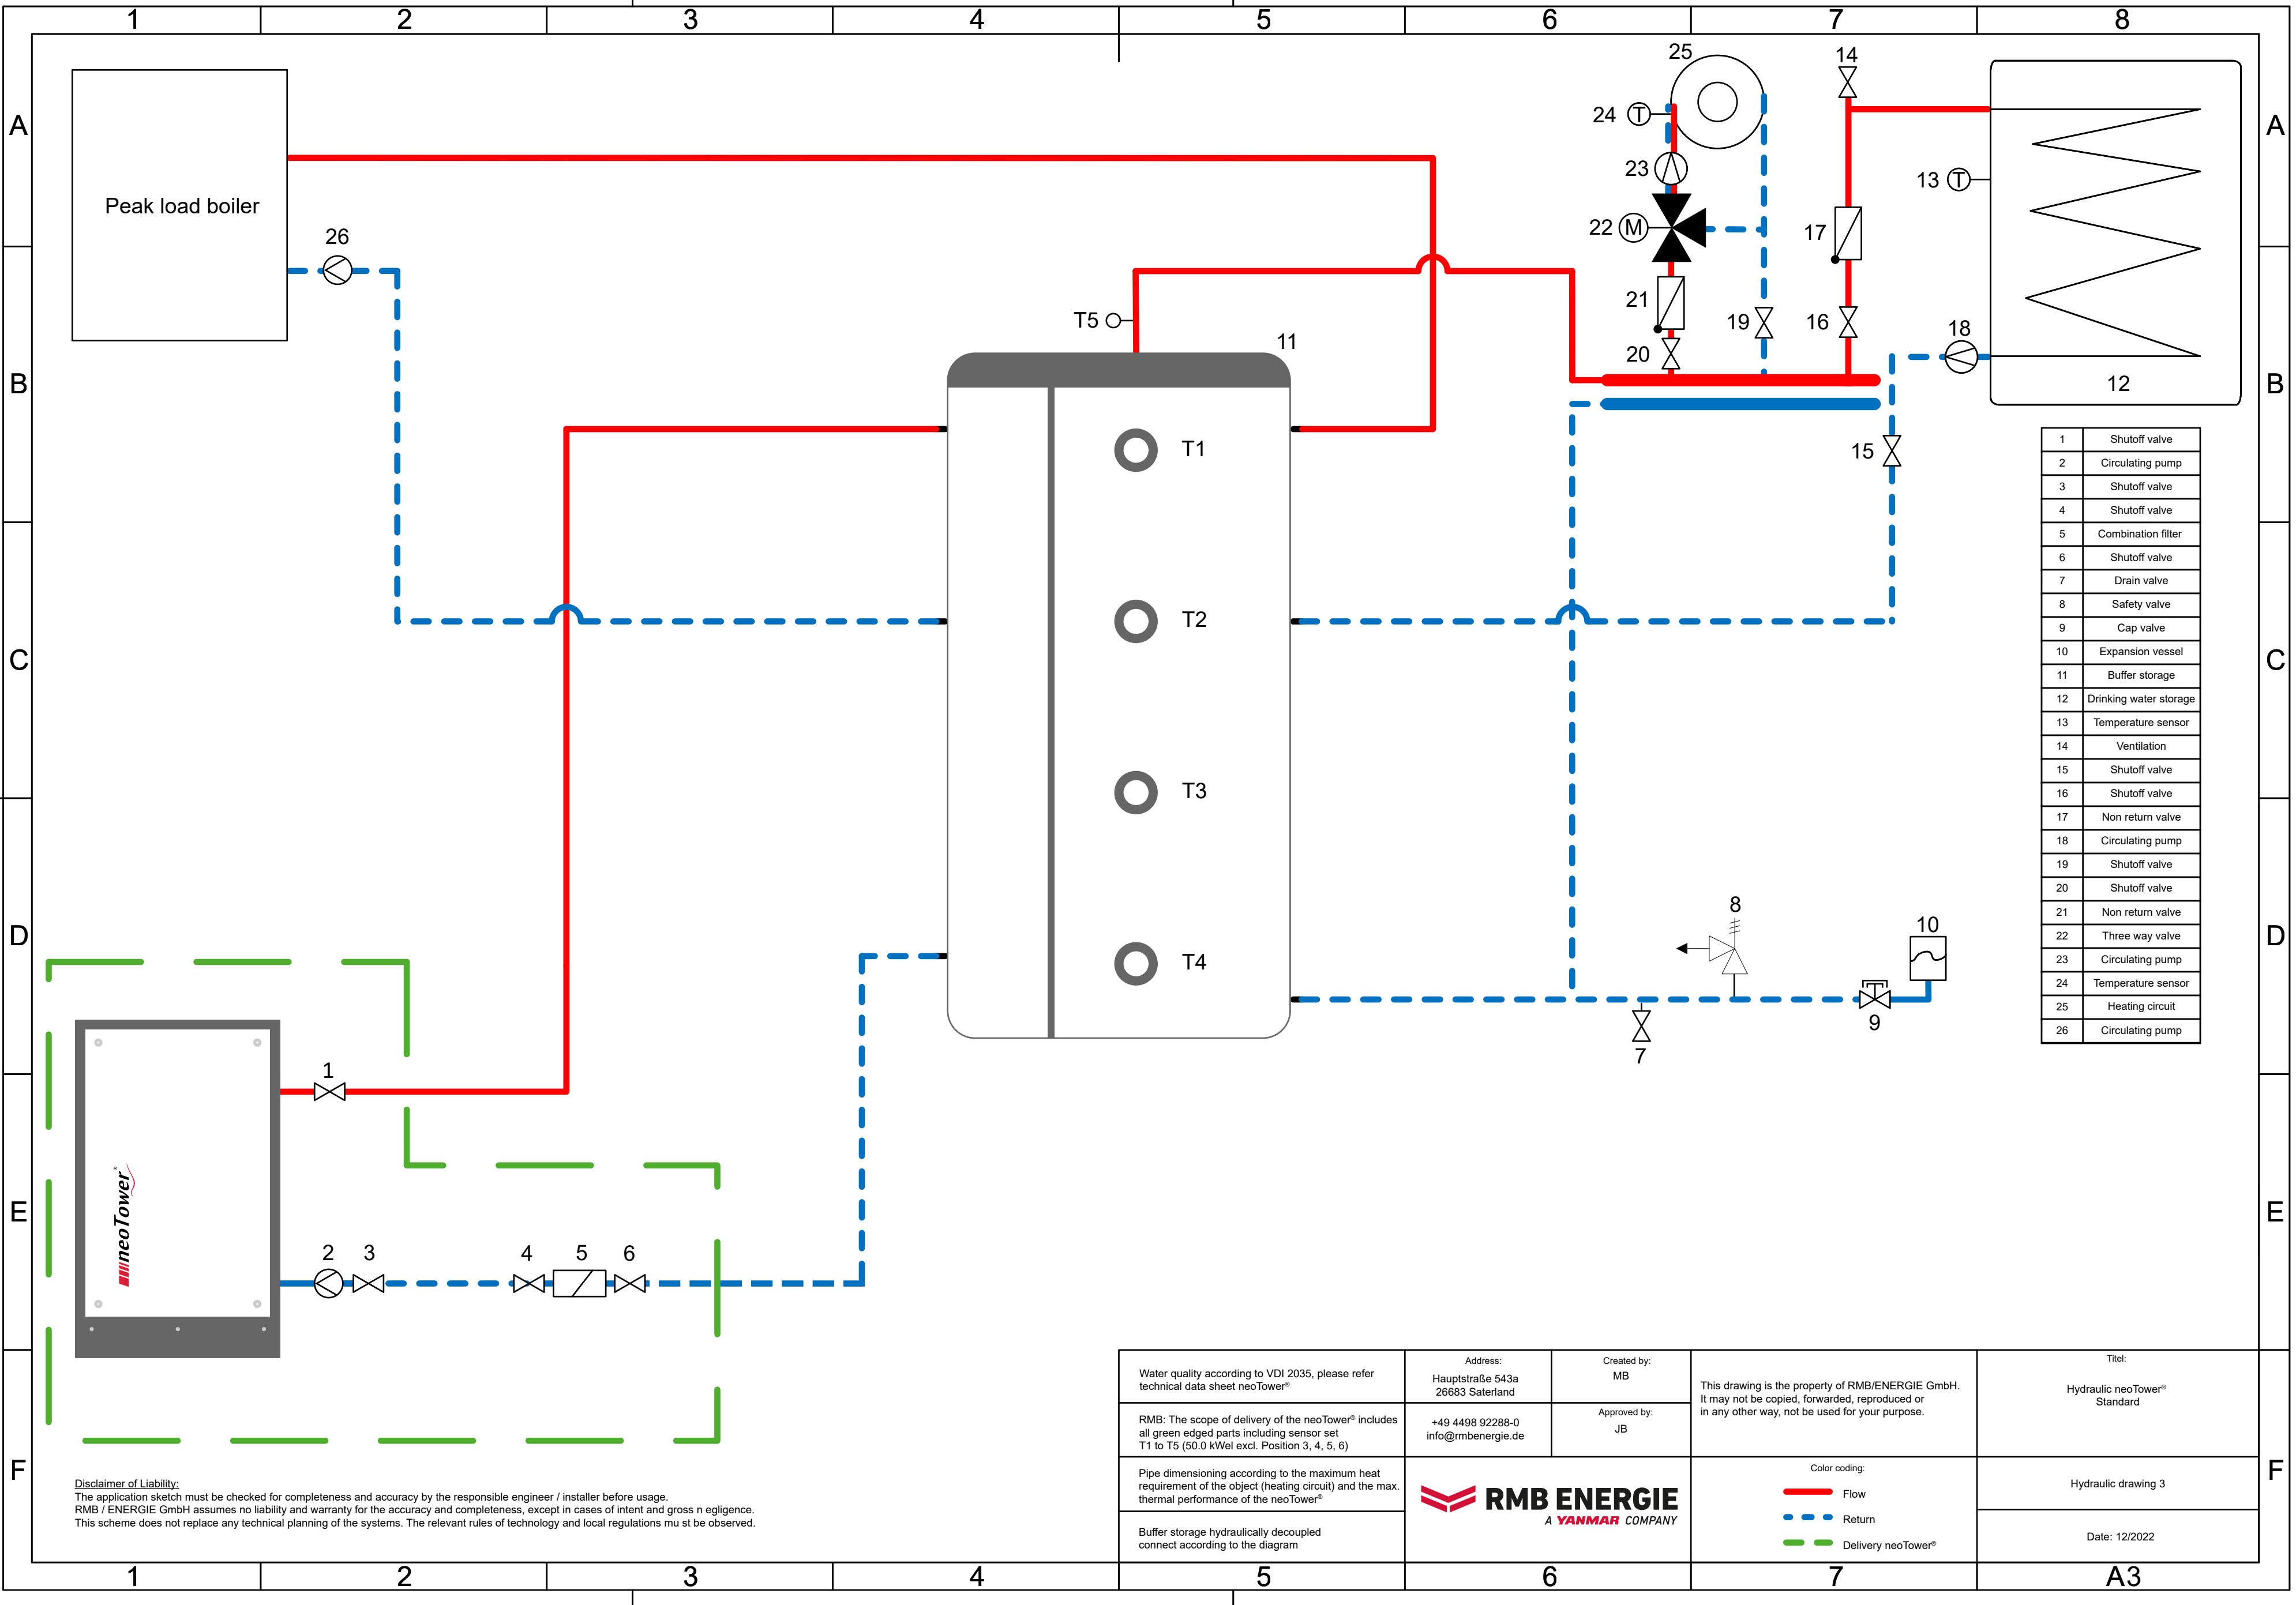 1 2 3 4 5 6 7 8
A A
B B
C C
D D
E E
F F
Peak load boiler
26
25
24 T
23
22 M
21
20
19
14
13 T
17
16
18
12
15
T5
11
T1
T2
T3
T4
8
10
9
7
1
2 3 4 5 6
neoTower®
1 Shutoff valve
2 Circulating pump
3 Shutoff valve
4 Shutoff valve
5 Combination filter
6 Shutoff valve
7 Drain valve
8 Safety valve
9 Cap valve
10 Expansion vessel
11 Buffer storage
12 Drinking water storage
13 Temperature sensor
14 Ventilation
15 Shutoff valve
16 Shutoff valve
17 Non return valve
18 Circulating pump
19 Shutoff valve
20 Shutoff valve
21 Non return valve
22 Three way valve
23 Circulating pump
24 Temperature sensor
25 Heating circuit
26 Circulating pump
Disclaimer of Liability:
The application sketch must be checked for completeness and accuracy by the responsible engineer / installer before usage.
RMB / ENERGIE GmbH assumes no liability and warranty for the accuracy and completeness, except in cases of intent and gross n egligence.
This scheme does not replace any technical planning of the systems. The relevant rules of technology and local regulations mu st be observed.
Water quality according to VDI 2035, please refer
technical data sheet neoTower®
RMB: The scope of delivery of the neoTower® includes
all green edged parts including sensor set
T1 to T5 (50.0 kWel excl. Position 3, 4, 5, 6)
Pipe dimensioning according to the maximum heat
requirement of the object (heating circuit) and the max.
thermal performance of the neoTower®
Buffer storage hydraulically decoupled
connect according to the diagram
Address:
Hauptstraße 543a
26683 Saterland
+49 4498 92288-0
info@rmbenergie.de
Created by:
MB
Approved by:
JB
RMB ENERGIE
A YANMAR COMPANY
This drawing is the property of RMB/ENERGIE GmbH.
It may not be copied, forwarded, reproduced or
in any other way, not be used for your purpose.
Color coding:
Flow
Return
Delivery neoTower®
Titel:
Hydraulic neoTower®
Standard
Hydraulic drawing 3
Date: 12/2022
1 2 3 4 5 6 7 A3